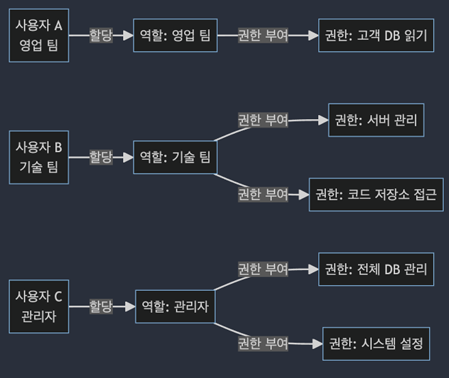 사용자 A
영업 팀
할당
역할: 영업 팀
권한 부여
권한: 고객 DB 읽기
사용자 B
기술 팀
할당
역할: 기술 팀
권한 부여
권한: 서버 관리
권한 부여
권한: 코드 저장소 접근
사용자 C
관리자
할당
역할: 관리자
권한 부여
권한: 전체 DB 관리
권한 부여
권한: 시스템 설정